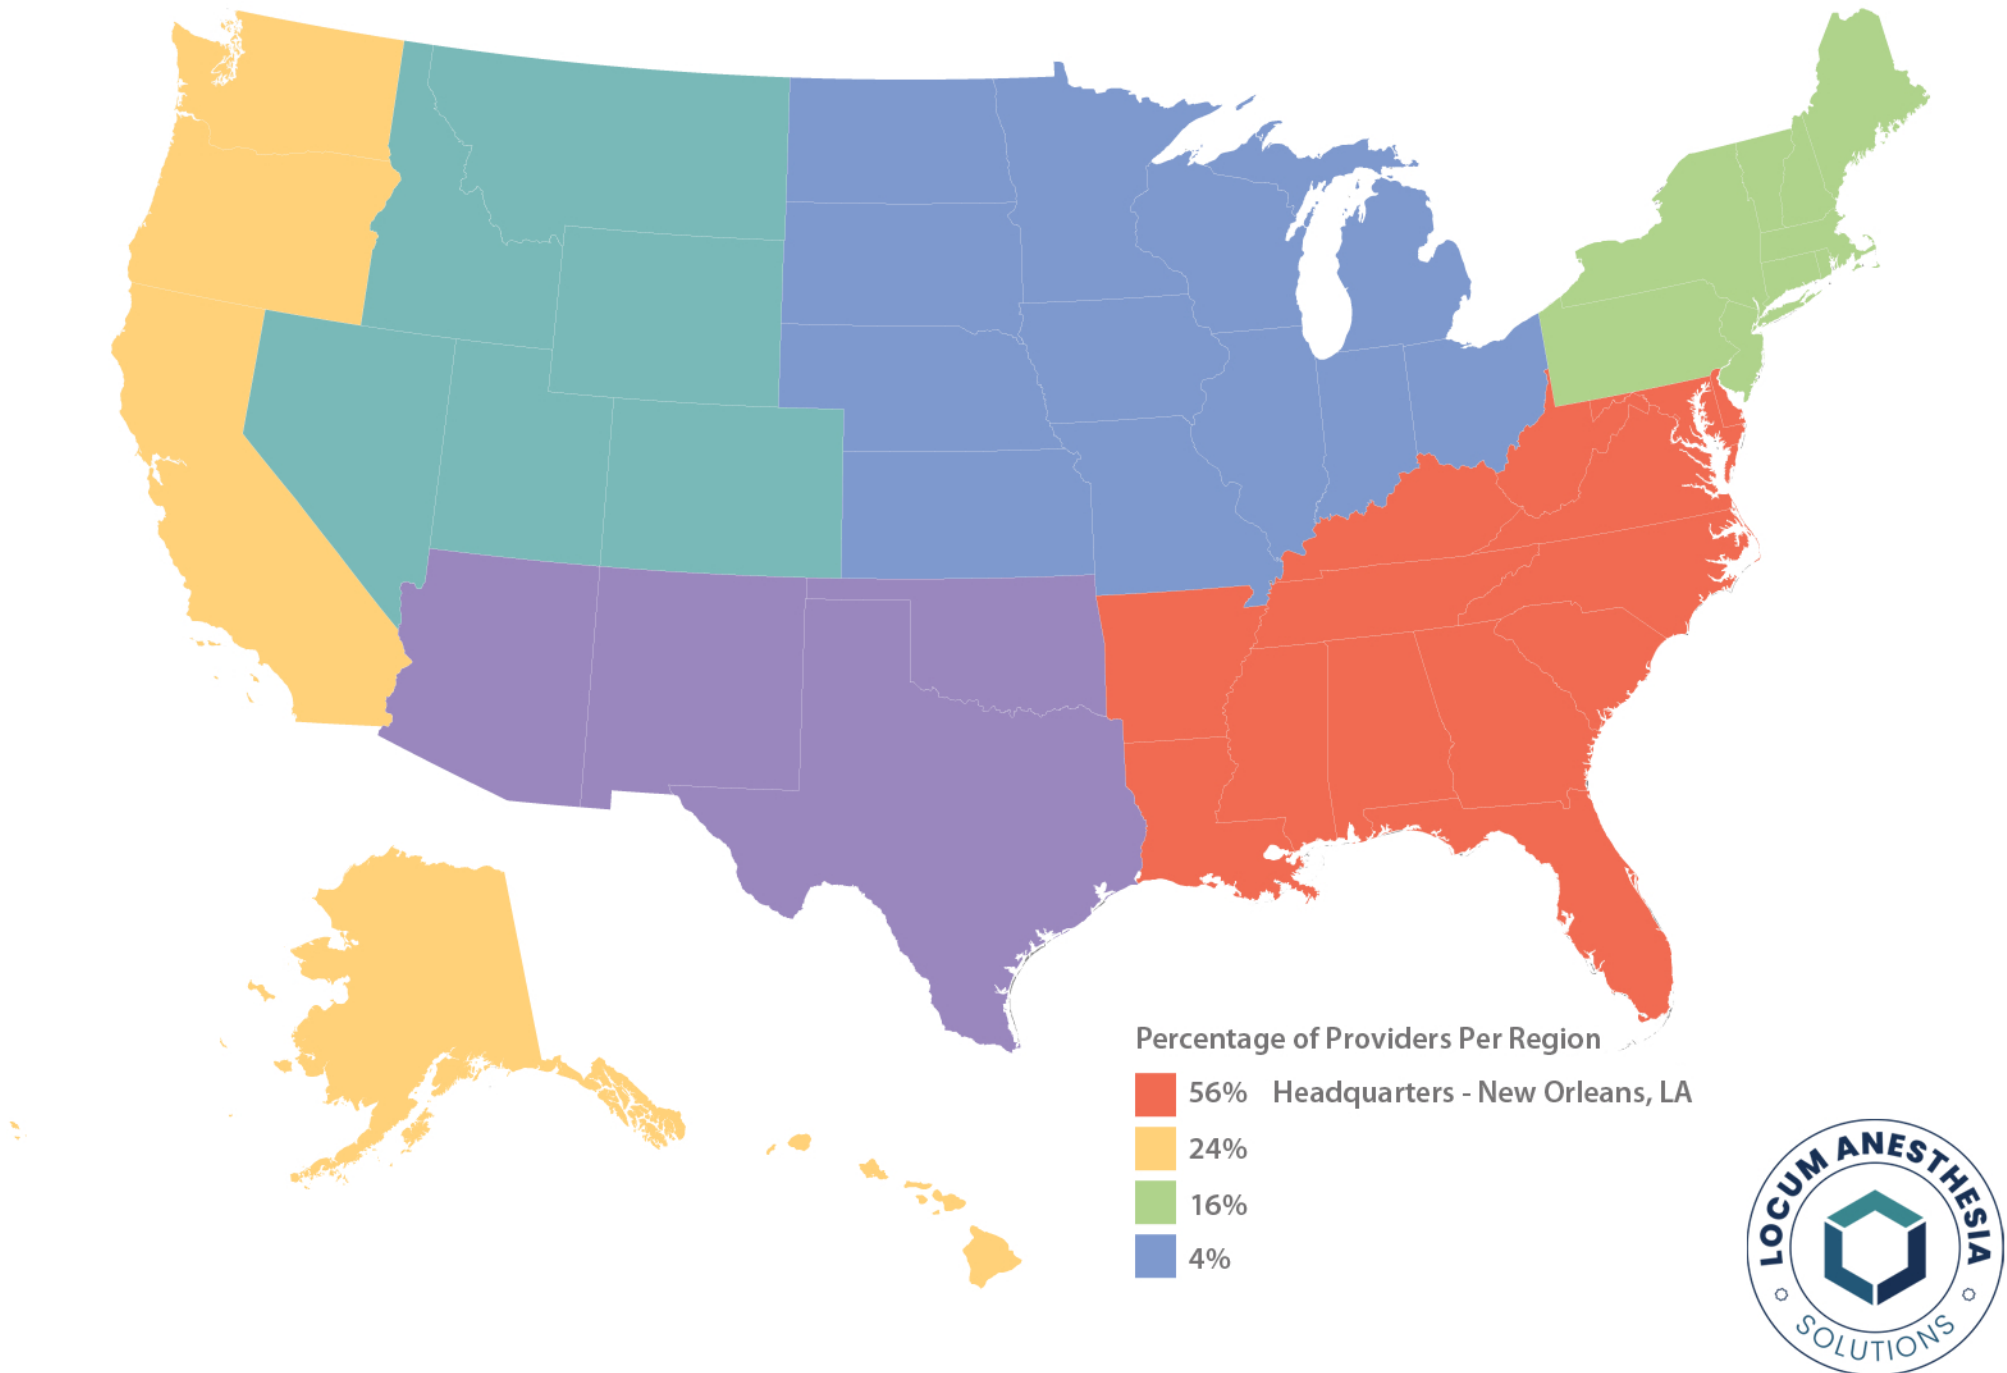 Percentage of Providers Per Region
56% Headquarters - New Orleans, LA
24%
16%
4%
LOCUM ANESTHESIA
SOLUTIONS